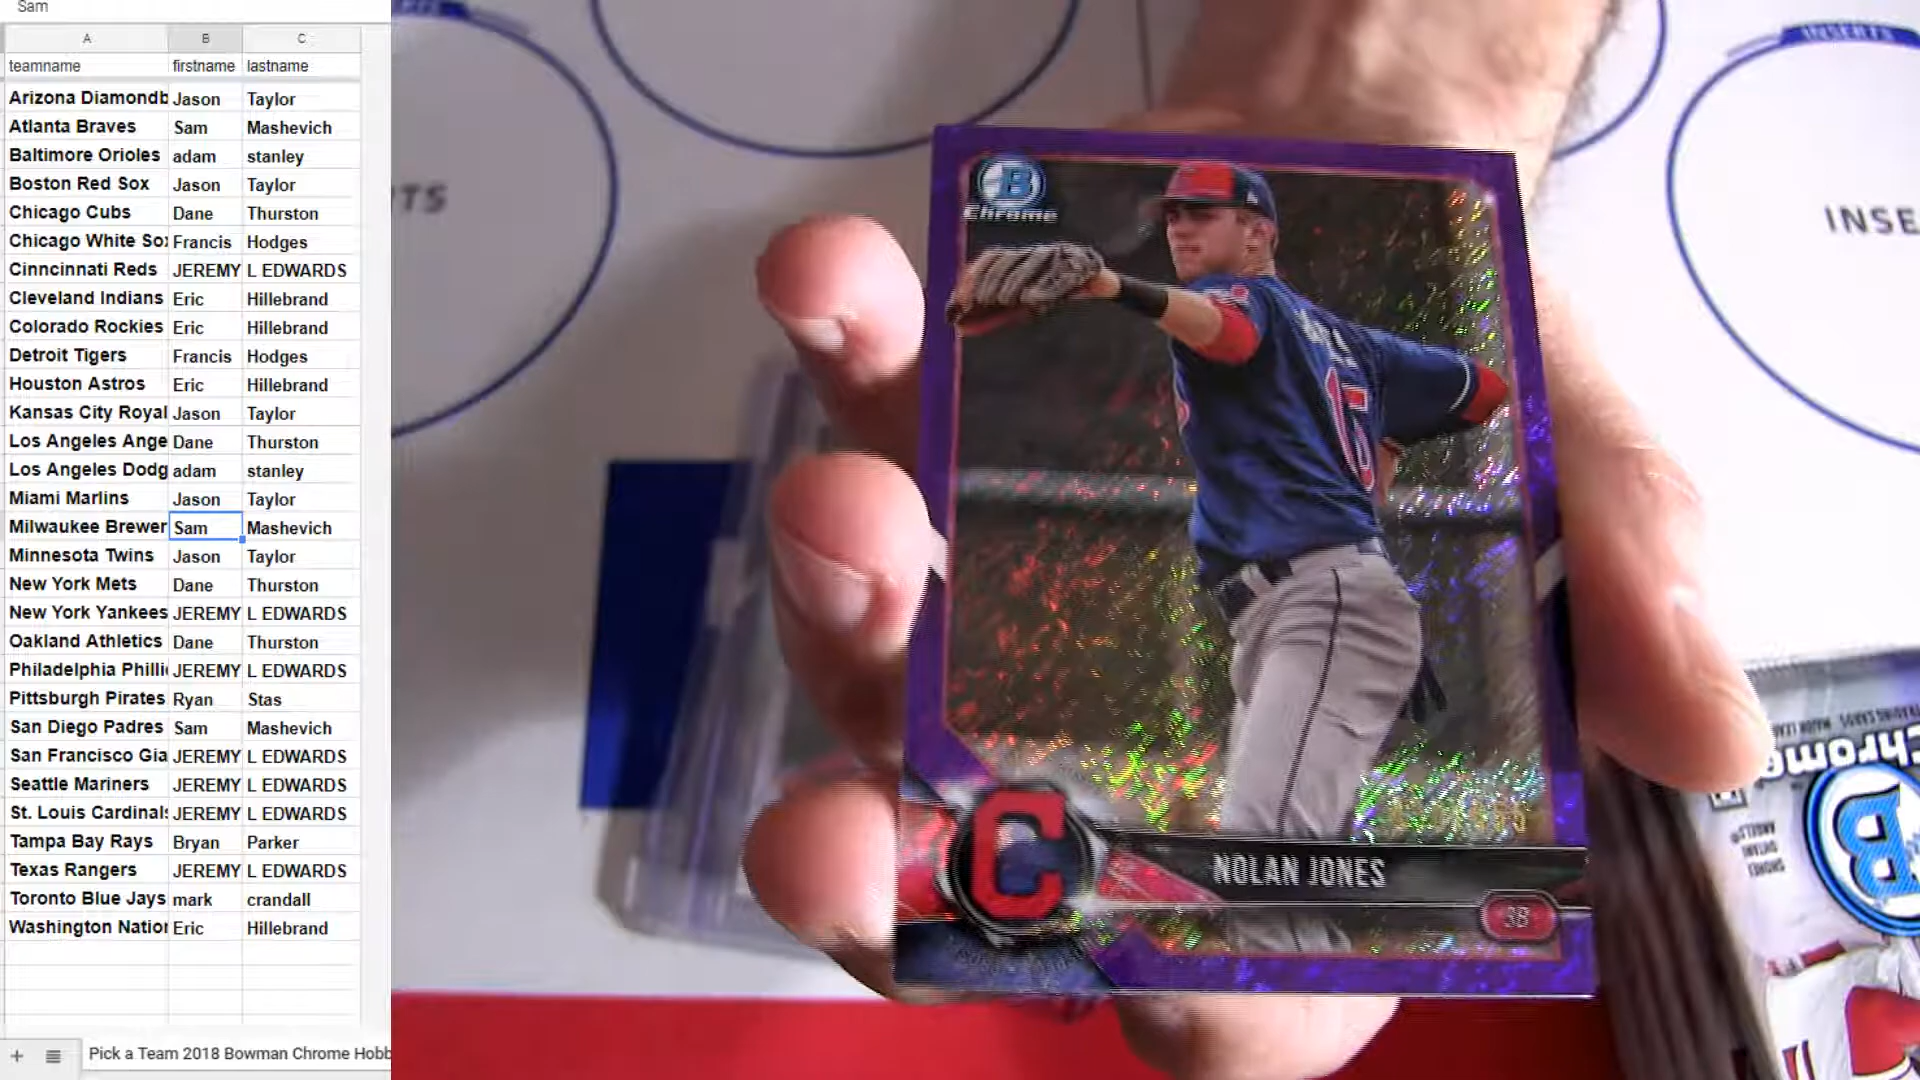 Sam
A B C
teamname firstname lastname
Arizona Diamondb Jason Taylor
Atlanta Braves Sam Mashevich
Baltimore Orioles adam stanley
Boston Red Sox Jason Taylor
Chicago Cubs Dane Thurston
Chicago White Sox Francis Hodges
Cinncinnati Reds JEREMY L EDWARDS
Cleveland Indians Eric Hillebrand
Colorado Rockies Eric Hillebrand
Detroit Tigers Francis Hodges
Houston Astros Eric Hillebrand
Kansas City Royal Jason Taylor
Los Angeles Ange Dane Thurston
Los Angeles Dodg adam stanley
Miami Marlins Jason Taylor
Milwaukee Brewer Sam Mashevich
Minnesota Twins Jason Taylor
New York Mets Dane Thurston
New York Yankees JEREMY L EDWARDS
Oakland Athletics Dane Thurston
Philadelphia Philli JEREMY L EDWARDS
Pittsburgh Pirates Ryan Stas
San Diego Padres Sam Mashevich
San Francisco Gia JEREMY L EDWARDS
Seattle Mariners JEREMY L EDWARDS
St. Louis Cardinals JEREMY L EDWARDS
Tampa Bay Rays Bryan Parker
Texas Rangers JEREMY L EDWARDS
Toronto Blue Jays mark crandall
Washington Nation Eric Hillebrand
Pick a Team 2018 Bowman Chrome Hobb
RTS
INSERTS
INSE
B
Chrome
C
NOLAN JONES
3B
Chrome
B